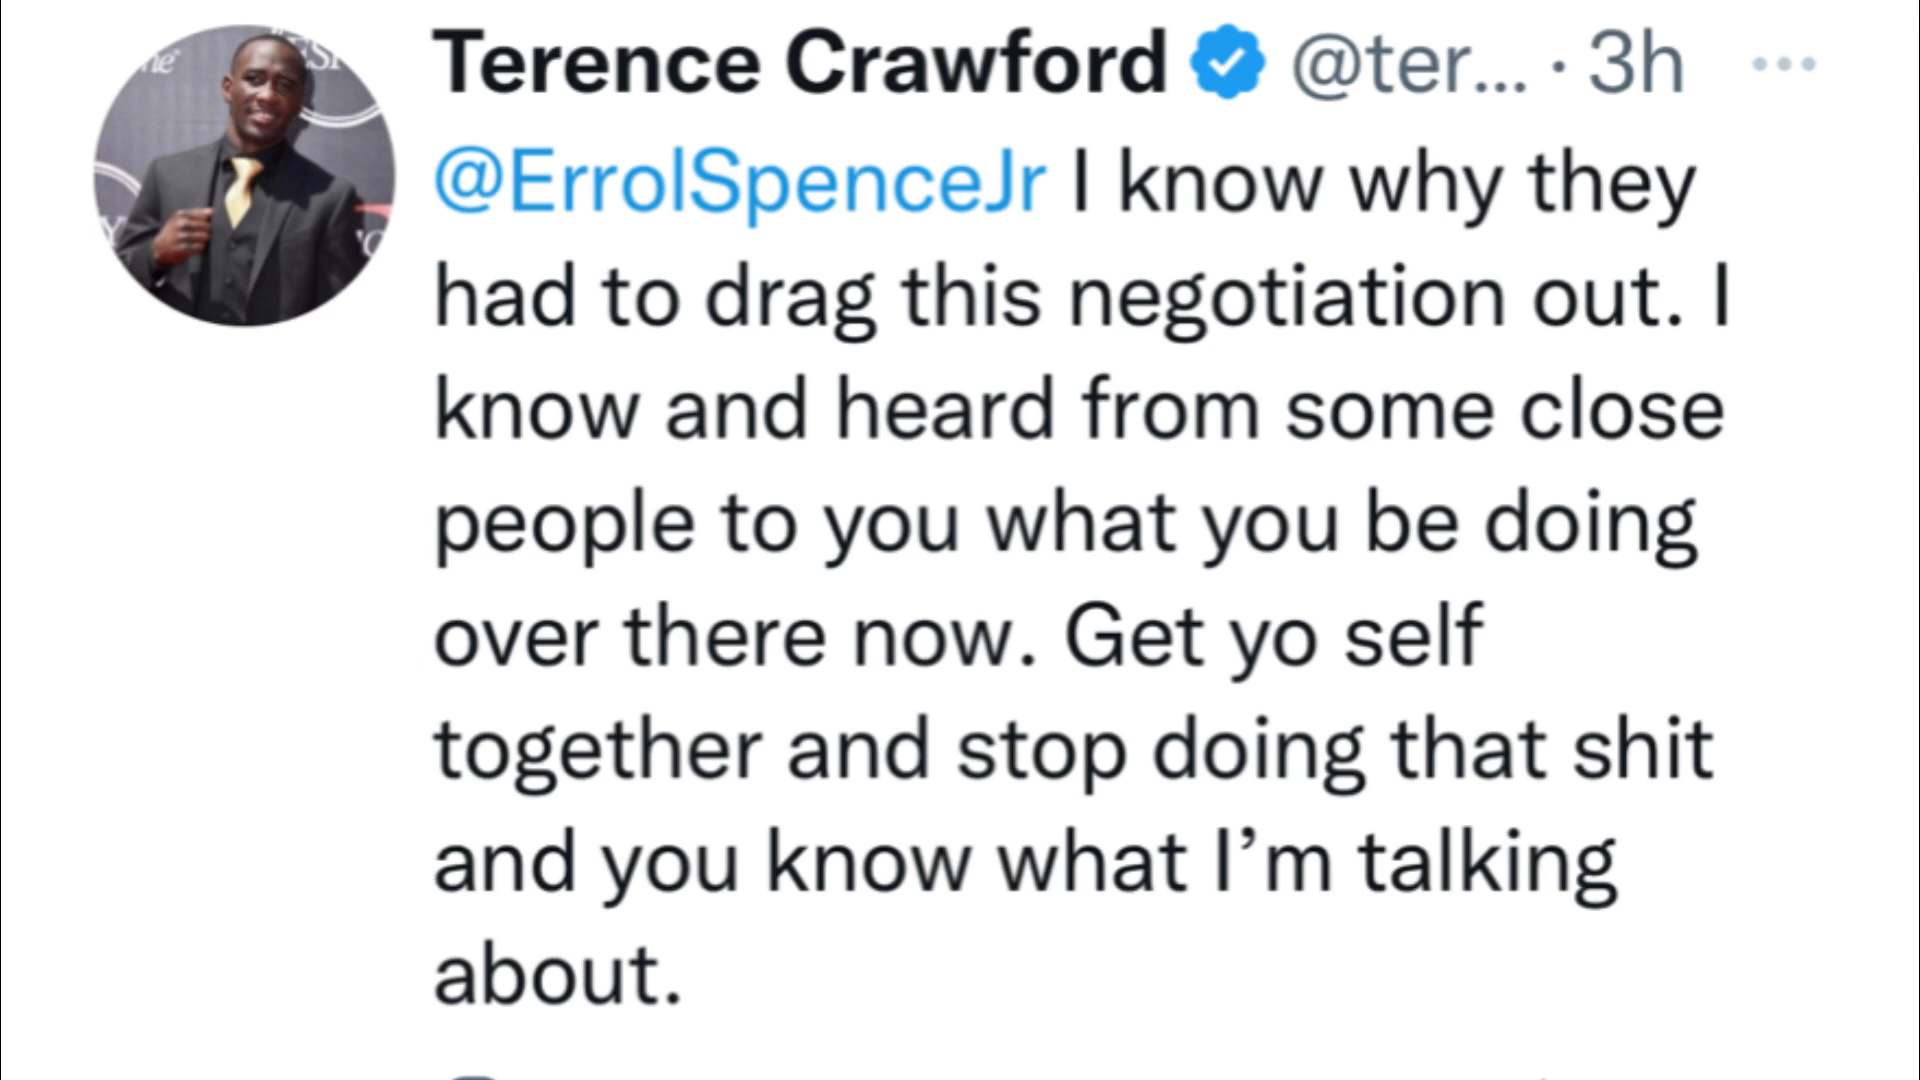 Terence Crawford @ter... · 3h ...
@ErrolSpenceJr I know why they
had to drag this negotiation out. I
know and heard from some close
people to you what you be doing
over there now. Get yo self
together and stop doing that shit
and you know what I’m talking
about.